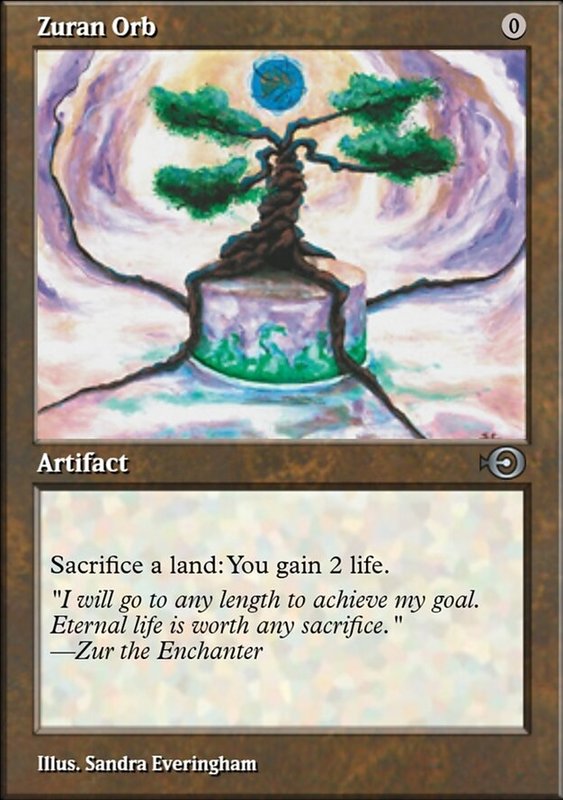 Zuran Orb
0
Artifact
Sacrifice a land: You gain 2 life.
"I will go to any length to achieve my goal.
Eternal life is worth any sacrifice."
—Zur the Enchanter
Illus. Sandra Everingham